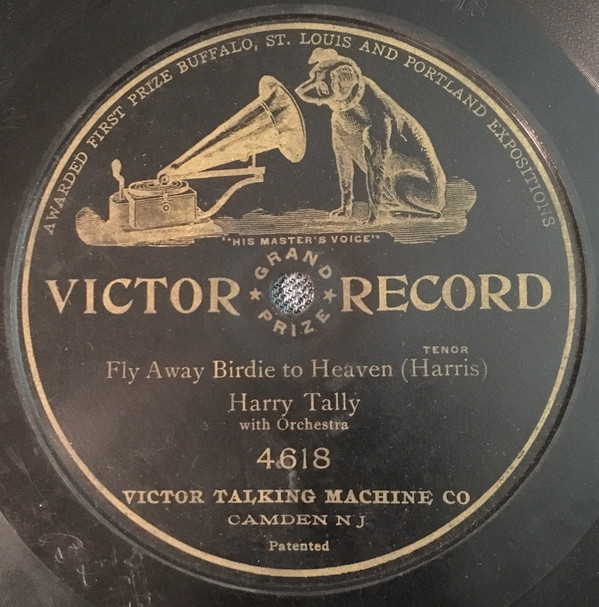 AWARDED FIRST PRIZE BUFFALO, ST. LOUIS AND PORTLAND EXPOSITIONS
"HIS MASTER'S VOICE"
GRAND
VICTOR RECORD
PRIZE
TENOR
Fly Away Birdie to Heaven (Harris)
Harry Tally
with Orchestra
4618
VICTOR TALKING MACHINE CO
CAMDEN N J
Patented